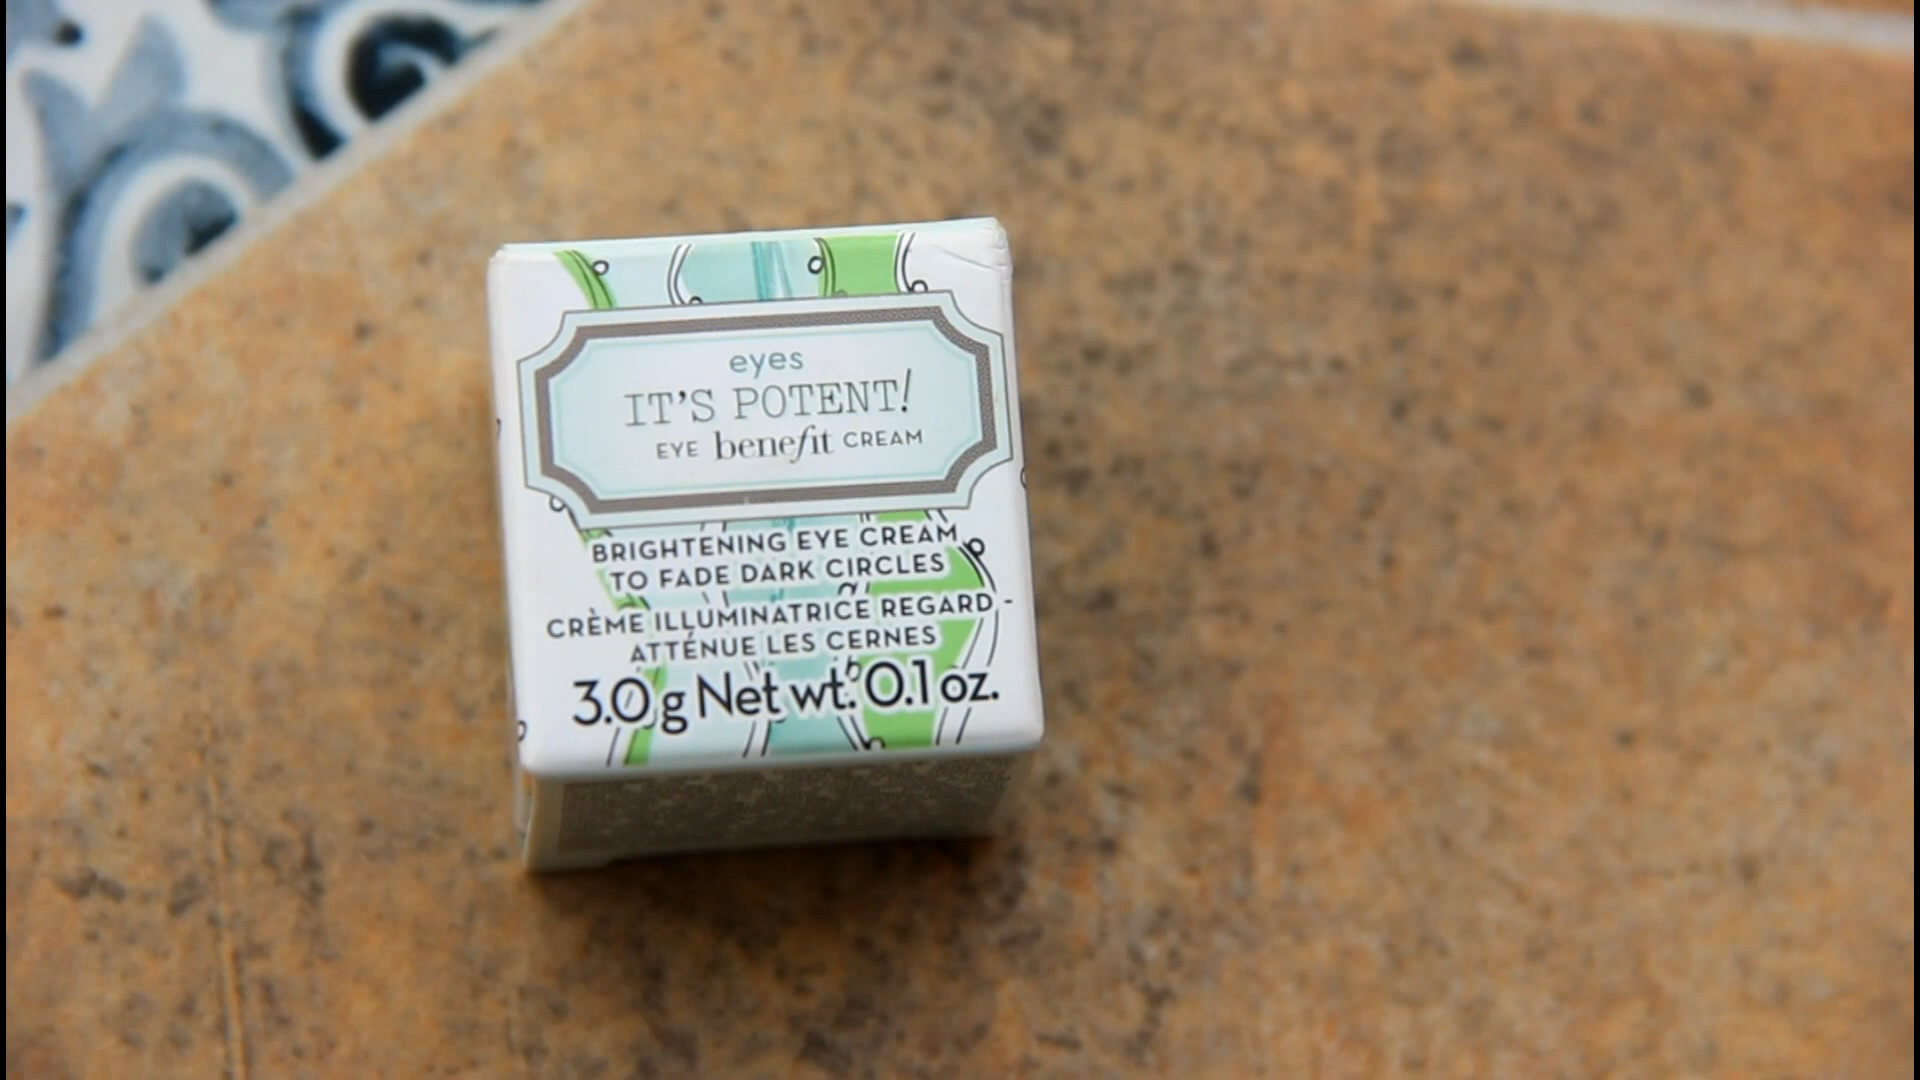 eyes
IT'S POTENT!
EYE benefit CREAM
BRIGHTENING EYE CREAM
TO FADE DARK CIRCLES
CRÈME ILLUMINATRICE REGARD -
ATTÉNUE LES CERNES
3.0 g Net wt. 0.1 oz.